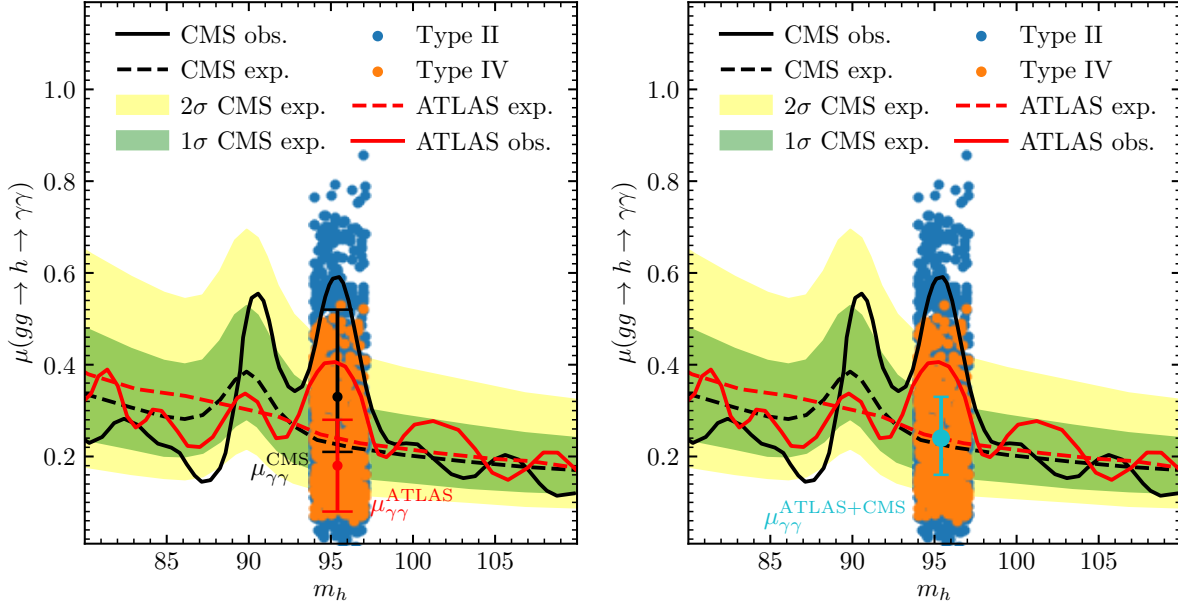 CMS obs.
CMS exp.
2σ CMS exp.
1σ CMS exp.
Type II
Type IV
ATLAS exp.
ATLAS obs.
μ(gg → h → γγ)
1.0
0.8
0.6
0.4
0.2
μ_γγ^CMS
μ_γγ^ATLAS
85 90 95 100 105
m_h
CMS obs.
CMS exp.
2σ CMS exp.
1σ CMS exp.
Type II
Type IV
ATLAS exp.
ATLAS obs.
μ(gg → h → γγ)
1.0
0.8
0.6
0.4
0.2
μ_γγ^ATLAS+CMS
85 90 95 100 105
m_h